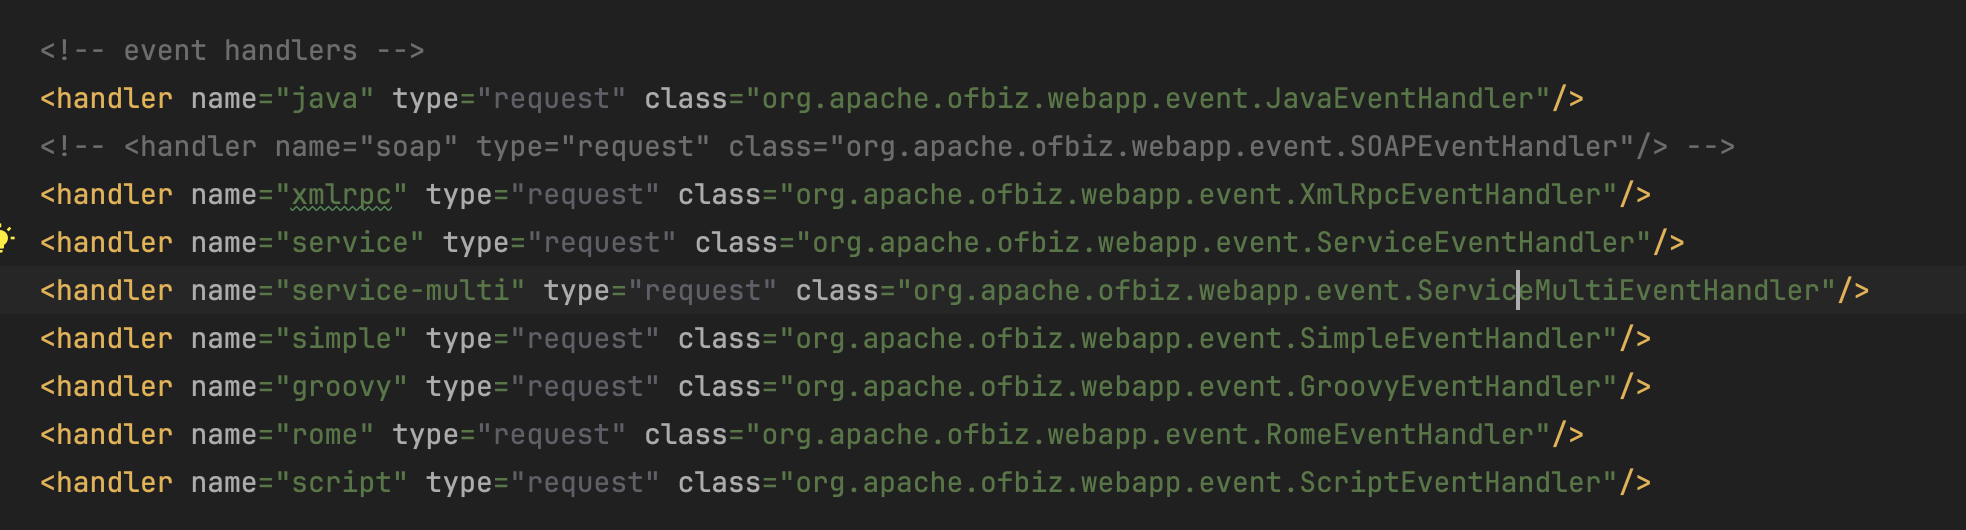 <!-- event handlers -->
<handler name="java" type="request" class="org.apache.ofbiz.webapp.event.JavaEventHandler"/>
<!-- <handler name="soap" type="request" class="org.apache.ofbiz.webapp.event.SOAPEventHandler"/> -->
<handler name="xmlrpc" type="request" class="org.apache.ofbiz.webapp.event.XmlRpcEventHandler"/>
<handler name="service" type="request" class="org.apache.ofbiz.webapp.event.ServiceEventHandler"/>
<handler name="service-multi" type="request" class="org.apache.ofbiz.webapp.event.ServiceMultiEventHandler"/>
<handler name="simple" type="request" class="org.apache.ofbiz.webapp.event.SimpleEventHandler"/>
<handler name="groovy" type="request" class="org.apache.ofbiz.webapp.event.GroovyEventHandler"/>
<handler name="rome" type="request" class="org.apache.ofbiz.webapp.event.RomeEventHandler"/>
<handler name="script" type="request" class="org.apache.ofbiz.webapp.event.ScriptEventHandler"/>